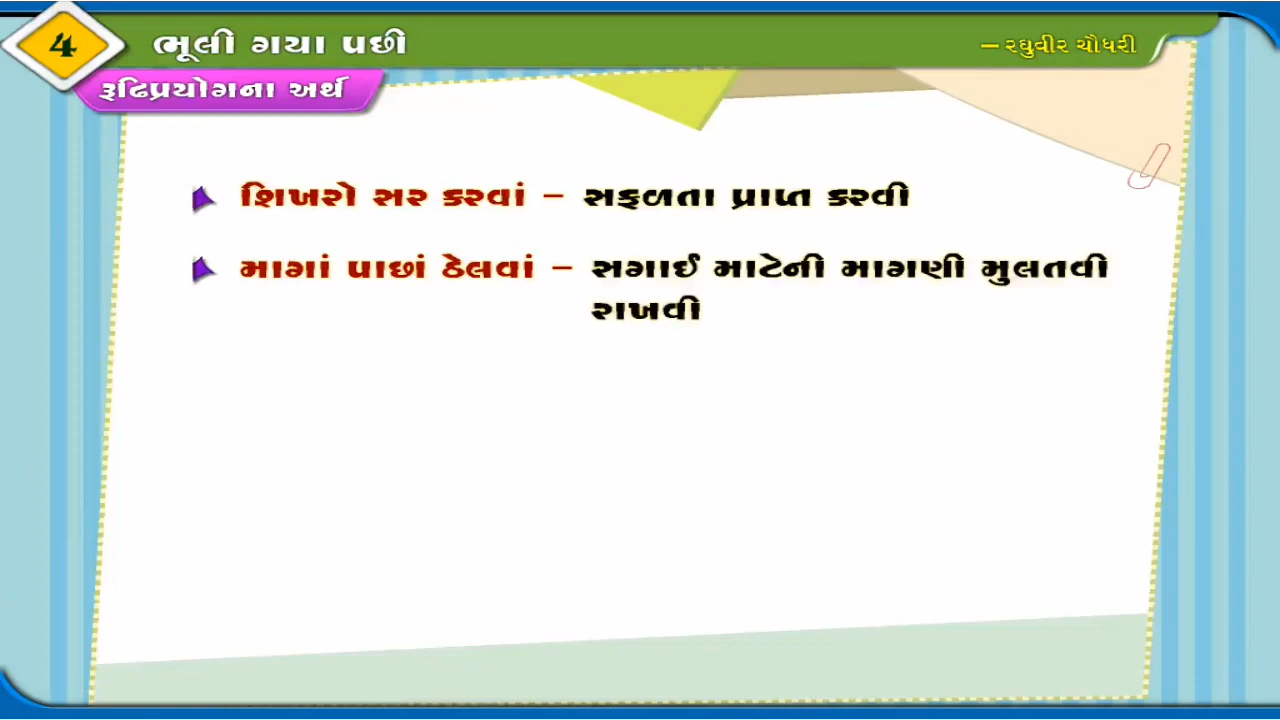 4
ભૂલી ગયા પછી
– રઘુવીર ચૌધરી
રૂઢિપ્રયોગના અર્થ
શિખરો સર કરવાં – સફળતા પ્રાપ્ત કરવી
માગાં પાછાં ઠેલવાં – સગાઈ માટેની માગણી મુલતવી
રાખવી